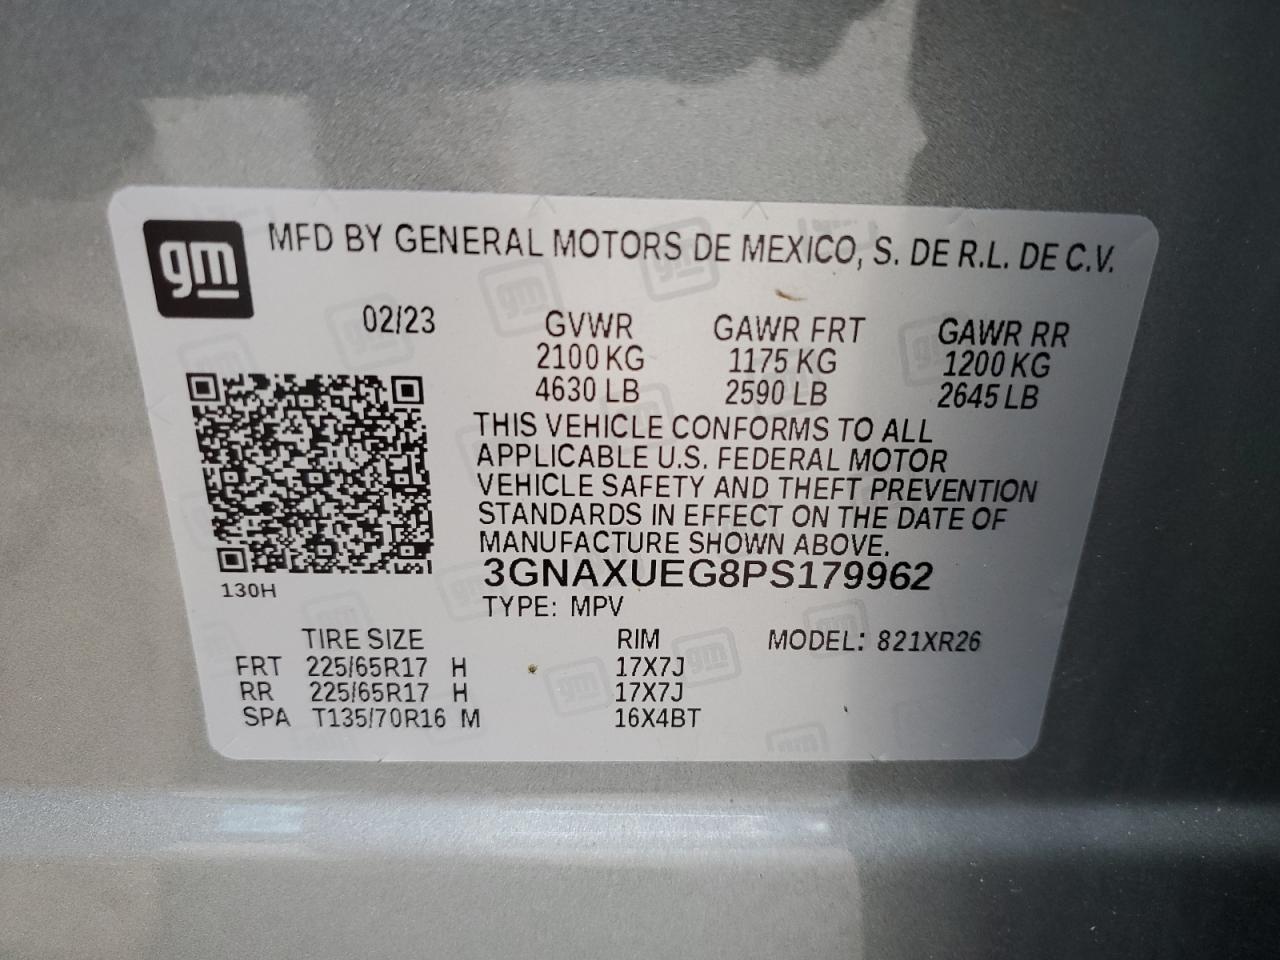 gm MFD BY GENERAL MOTORS DE MEXICO, S. DE R.L. DE C.V.
02/23 GVWR GAWR FRT GAWR RR
2100 KG 1175 KG 1200 KG
4630 LB 2590 LB 2645 LB
THIS VEHICLE CONFORMS TO ALL
APPLICABLE U.S. FEDERAL MOTOR
VEHICLE SAFETY AND THEFT PREVENTION
STANDARDS IN EFFECT ON THE DATE OF
MANUFACTURE SHOWN ABOVE.
3GNAXUEG8PS179962
130H
TYPE: MPV
TIRE SIZE RIM MODEL: 821XR26
FRT 225/65R17 H 17X7J
RR 225/65R17 H 17X7J
SPA T135/70R16 M 16X4BT